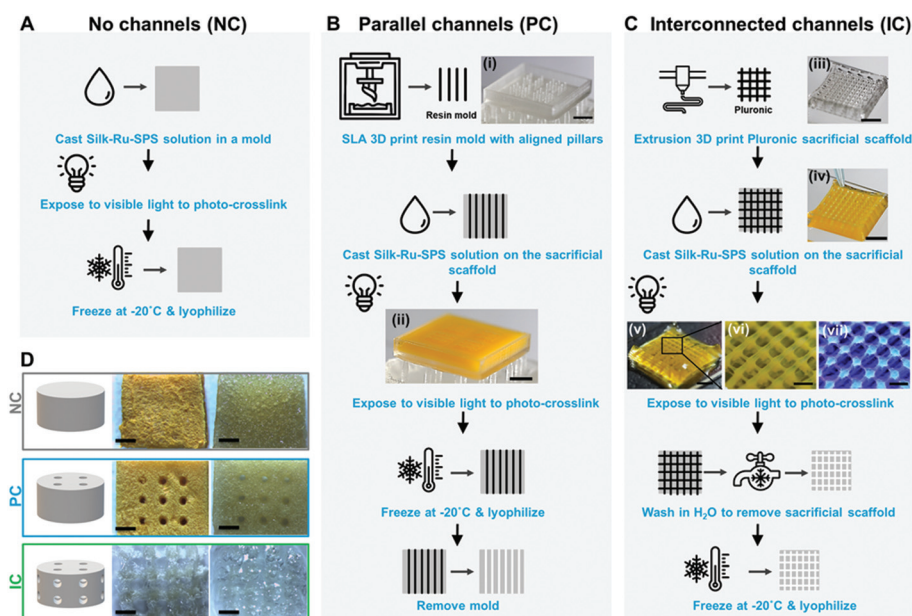 A No channels (NC)
Cast Silk-Ru-SPS solution in a mold
Expose to visible light to photo-crosslink
Freeze at -20˚C & lyophilize
B Parallel channels (PC)
(i)
Resin mold
SLA 3D print resin mold with aligned pillars
Cast Silk-Ru-SPS solution on the sacrificial
scaffold
(ii)
Expose to visible light to photo-crosslink
Freeze at -20˚C & lyophilize
Remove mold
C Interconnected channels (IC)
(iii)
Pluronic
Extrusion 3D print Pluronic sacrificial scaffold
(iv)
Cast Silk-Ru-SPS solution on the sacrificial
scaffold
(v) (vi) (vii)
Expose to visible light to photo-crosslink
Wash in H₂O to remove sacrificial scaffold
Freeze at -20˚C & lyophilize
D
NC
PC
IC